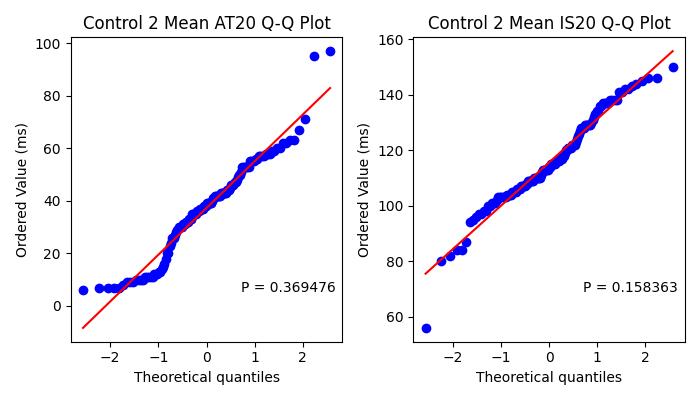 Control 2 Mean AT20 Q-Q Plot
Ordered Value (ms)
100
80
60
40
20
0
P = 0.369476
−2 −1 0 1 2
Theoretical quantiles
Control 2 Mean IS20 Q-Q Plot
Ordered Value (ms)
160
140
120
100
80
60
P = 0.158363
−2 −1 0 1 2
Theoretical quantiles